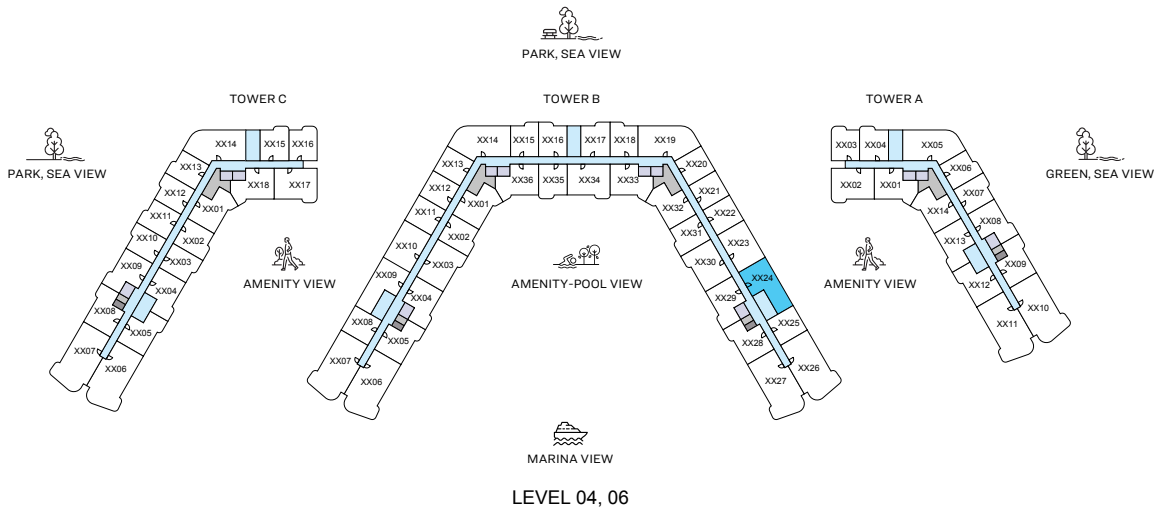 PARK, SEA VIEW
TOWER C
TOWER B
TOWER A
PARK, SEA VIEW
GREEN, SEA VIEW
XX14
XX15
XX16
XX13
XX12
XX11
XX10
XX09
XX08
XX07
XX06
XX05
XX04
XX03
XX02
XX01
XX18
XX17
AMENITY VIEW
XX14
XX15
XX16
XX17
XX18
XX19
XX13
XX12
XX11
XX10
XX09
XX08
XX07
XX06
XX05
XX04
XX03
XX02
XX01
XX36
XX35
XX34
XX33
XX32
XX31
XX30
XX29
XX28
XX27
XX26
XX25
XX24
XX23
XX22
XX21
XX20
AMENITY-POOL VIEW
AMENITY VIEW
XX03
XX04
XX05
XX02
XX01
XX06
XX07
XX08
XX09
XX10
XX11
XX12
XX13
XX14
MARINA VIEW
LEVEL 04, 06